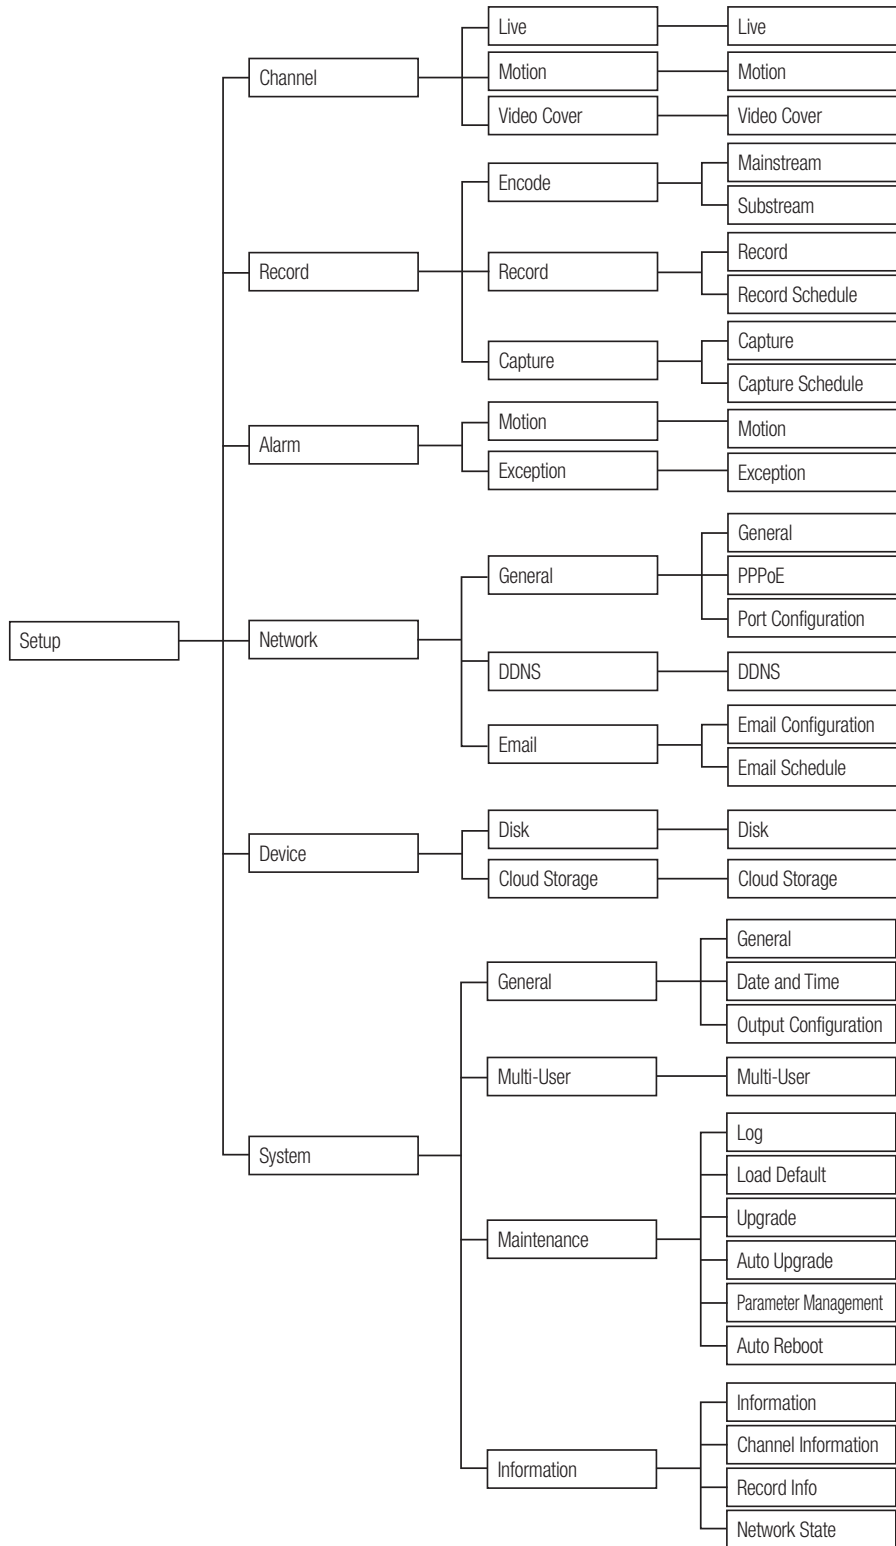 Live
Live
Channel
Motion
Motion
Video Cover
Video Cover
Mainstream
Encode
Substream
Record
Record
Record
Record Schedule
Capture
Capture
Capture Schedule
Motion
Motion
Alarm
Exception
Exception
General
General
PPPoE
Port Configuration
Setup
Network
DDNS
DDNS
Email Configuration
Email
Email Schedule
Disk
Disk
Device
Cloud Storage
Cloud Storage
General
General
Date and Time
Output Configuration
Multi-User
Multi-User
Log
System
Load Default
Upgrade
Maintenance
Auto Upgrade
Parameter Management
Auto Reboot
Information
Channel Information
Information
Record Info
Network State